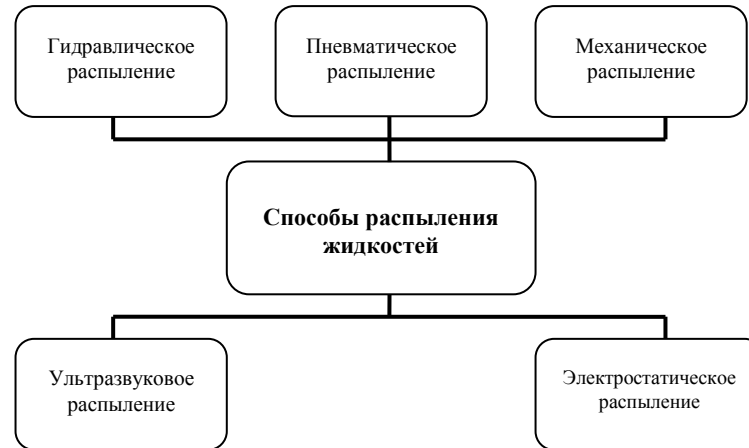 Гидравлическое
распыление
Пневматическое
распыление
Механическое
распыление
Способы распыления
жидкостей
Ультразвуковое
распыление
Электростатическое
распыление